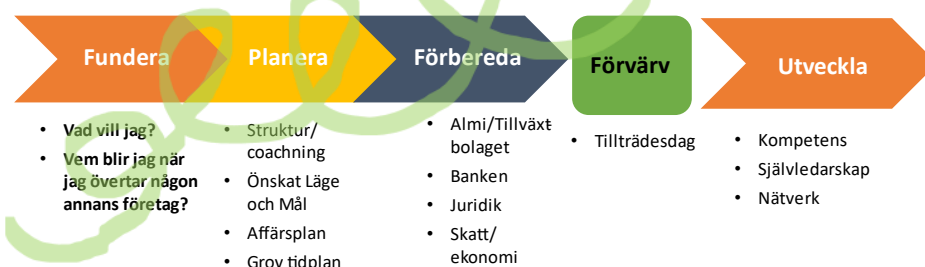 Fundera
Planera
Förbereda
Förvärv
Utveckla
• Vad vill jag?
• Vem blir jag när
jag övertar någon
annans företag?
• Struktur/
coachning
• Önskat Läge
och Mål
• Affärsplan
• Grov tidplan
• Almi/Tillväxt
bolaget
• Banken
• Juridik
• Skatt/
ekonomi
• Tillträdesdag
• Kompetens
• Självledarskap
• Nätverk